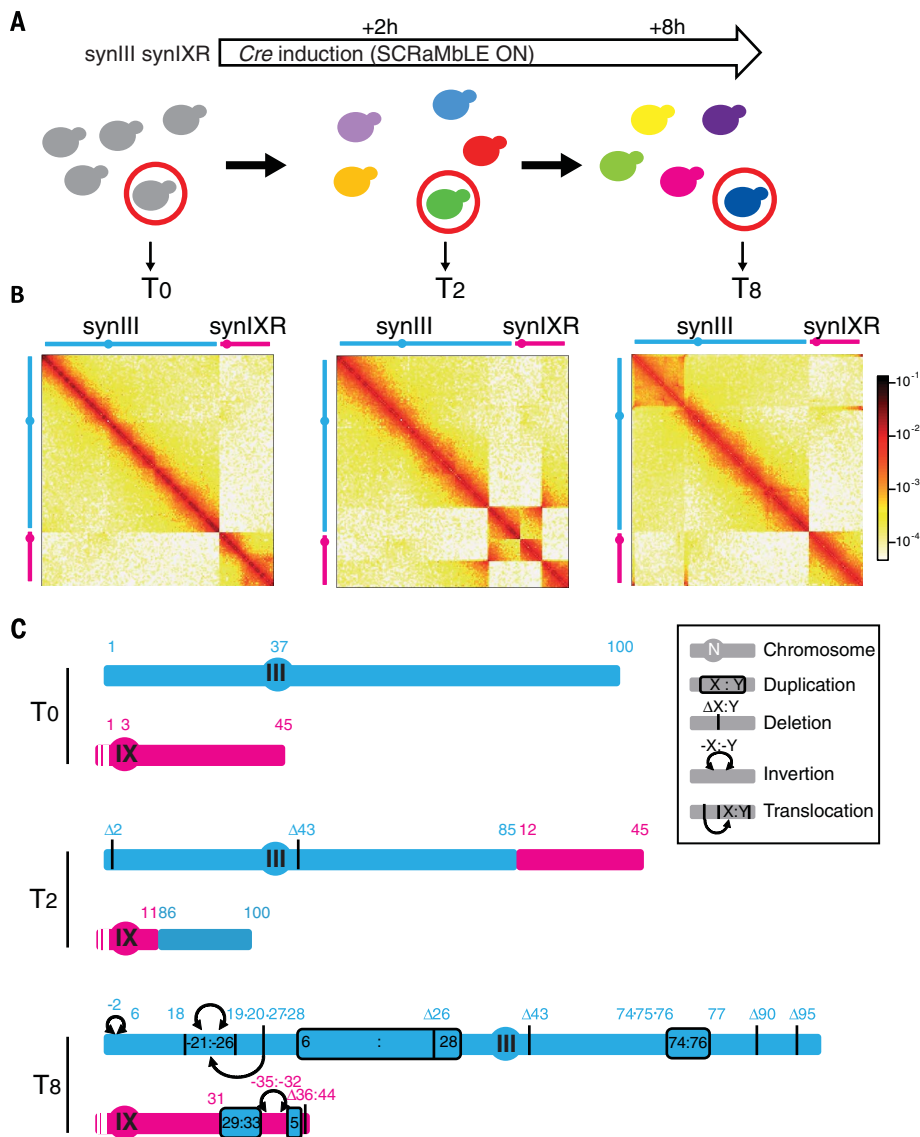 A
+2h
+8h
synIII synIXR
Cre induction (SCRaMbLE ON)
T0
T2
T8
B
synIII
synIXR
synIII
synIXR
synIII
synIXR
10-1
10-2
10-3
10-4
C
T0
1
37
100
III
1 3
45
IX
T2
Δ2
Δ43
85 12
45
III
11 86
100
IX
T8
-2
6
18
19·20·27·28
Δ26
Δ43
74·75·76
77
Δ90
Δ95
-21:-26
6
:
28
III
74:76
31
-35:-32
Δ36:44
IX
29:33
5
N
Chromosome
X : Y
Duplication
ΔX:Y
Deletion
-X:-Y
Invertion
X:Y
Translocation